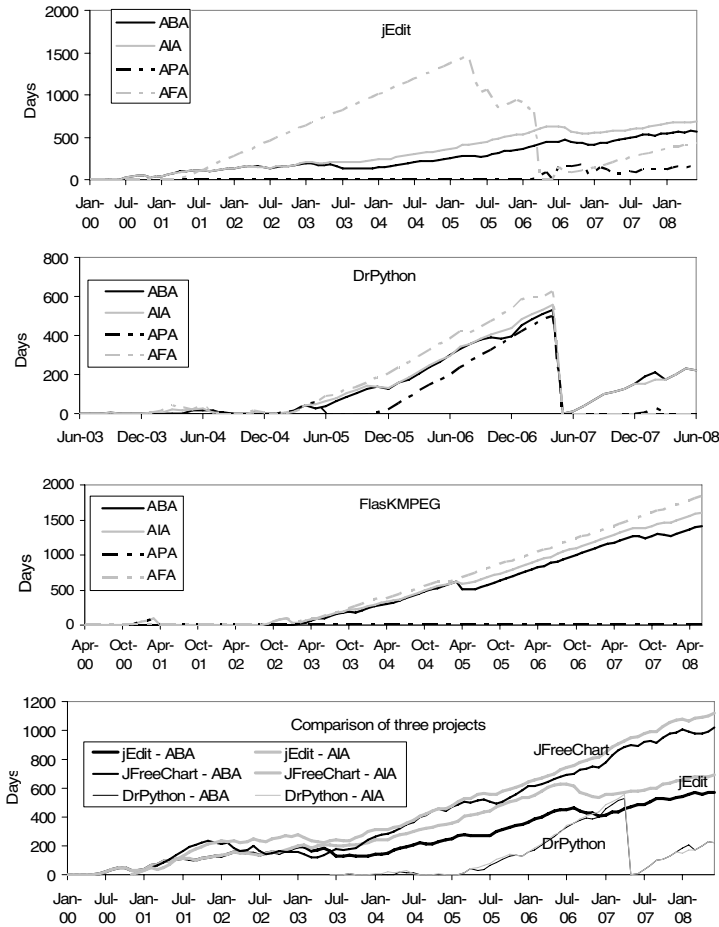 2000
jEdit
ABA
AIA
APA
AFA
1500
1000
500
0
Days
Jan- Jul- Jan- Jul- Jan- Jul- Jan- Jul- Jan- Jul- Jan- Jul- Jan- Jul- Jan- Jul- Jan-
00 00 01 01 02 02 03 03 04 04 05 05 06 06 07 07 08
800
DrPython
ABA
AIA
APA
AFA
600
400
200
0
Days
Jun-03 Dec-03 Jun-04 Dec-04 Jun-05 Dec-05 Jun-06 Dec-06 Jun-07 Dec-07 Jun-08
2000
FlasKMPEG
ABA
AIA
APA
AFA
1500
1000
500
0
Days
Apr- Oct- Apr- Oct- Apr- Oct- Apr- Oct- Apr- Oct- Apr- Oct- Apr- Oct- Apr- Oct- Apr-
00 00 01 01 02 02 03 03 04 04 05 05 06 06 07 07 08
1200
Comparison of three projects
jEdit - ABA jEdit - AIA
JFreeChart - ABA JFreeChart - AIA
DrPython - ABA DrPython - AIA
JFreeChart
jEdit
DrPython
1000
800
600
400
200
0
Days
Jan- Jul- Jan- Jul- Jan- Jul- Jan- Jul- Jan- Jul- Jan- Jul- Jan- Jul- Jan- Jul- Jan-
00 00 01 01 02 02 03 03 04 04 05 05 06 06 07 07 08